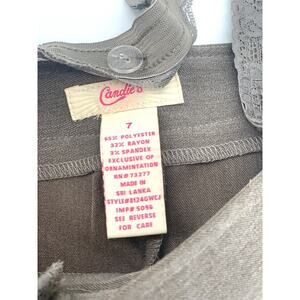 Candie's
7
65% POLYESTER
32% RAYON
3% SPANDEX
EXCLUSIVE OF
ORNAMENTATION
RN#73277
MADE IN
SRI LANKA
STYLE#8124GWCJ
IMP# 5096
SEE REVERSE
FOR CARE